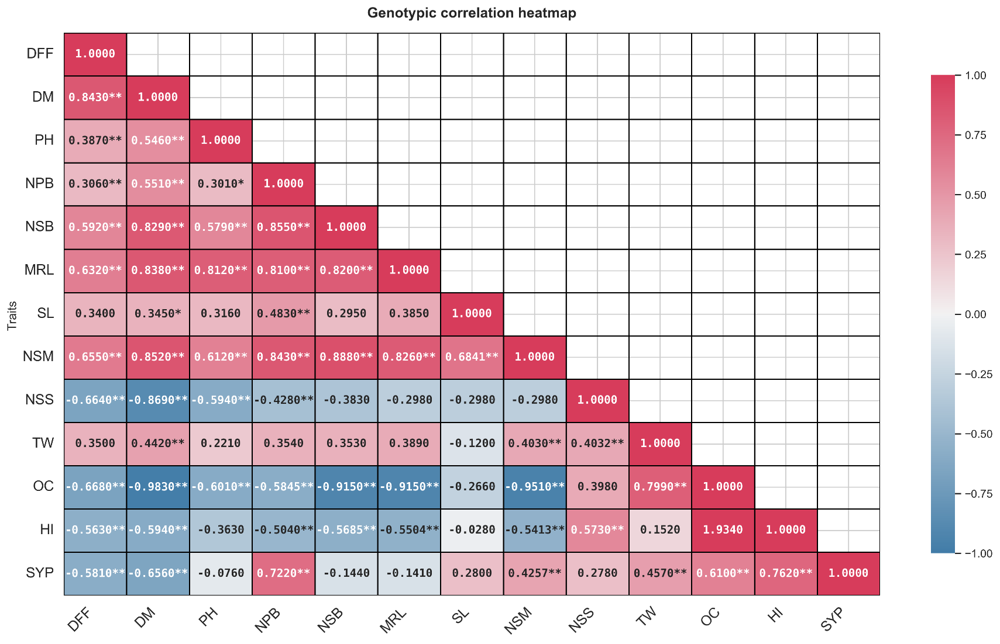 Genotypic correlation heatmap
DFF 1.0000
DM 0.8430** 1.0000
PH 0.3870** 0.5460** 1.0000
NPB 0.3060** 0.5510** 0.3010* 1.0000
NSB 0.5920** 0.8290** 0.5790** 0.8550** 1.0000
MRL 0.6320** 0.8380** 0.8120** 0.8100** 0.8200** 1.0000
SL 0.3400 0.3450* 0.3160 0.4830** 0.2950 0.3850 1.0000
NSM 0.6550** 0.8520** 0.6120** 0.8430** 0.8880** 0.8260** 0.6841** 1.0000
NSS -0.6640** -0.8690** -0.5940** -0.4280** -0.3830 -0.2980 -0.2980 -0.2980 1.0000
TW 0.3500 0.4420** 0.2210 0.3540 0.3530 0.3890 -0.1200 0.4030** 0.4032** 1.0000
OC -0.6680** -0.9830** -0.6010** -0.5845** -0.9150** -0.9150** -0.2660 -0.9510** 0.3980 0.7990** 1.0000
HI -0.5630** -0.5940** -0.3630 -0.5040** -0.5685** -0.5504** -0.0280 -0.5413** 0.5730** 0.1520 1.9340 1.0000
SYP -0.5810** -0.6560** -0.0760 0.7220** -0.1440 -0.1410 0.2800 0.4257** 0.2780 0.4570** 0.6100** 0.7620** 1.0000
DFF DM PH NPB NSB MRL SL NSM NSS TW OC HI SYP
Traits
1.00
0.75
0.50
0.25
0.00
−0.25
−0.50
−0.75
−1.00